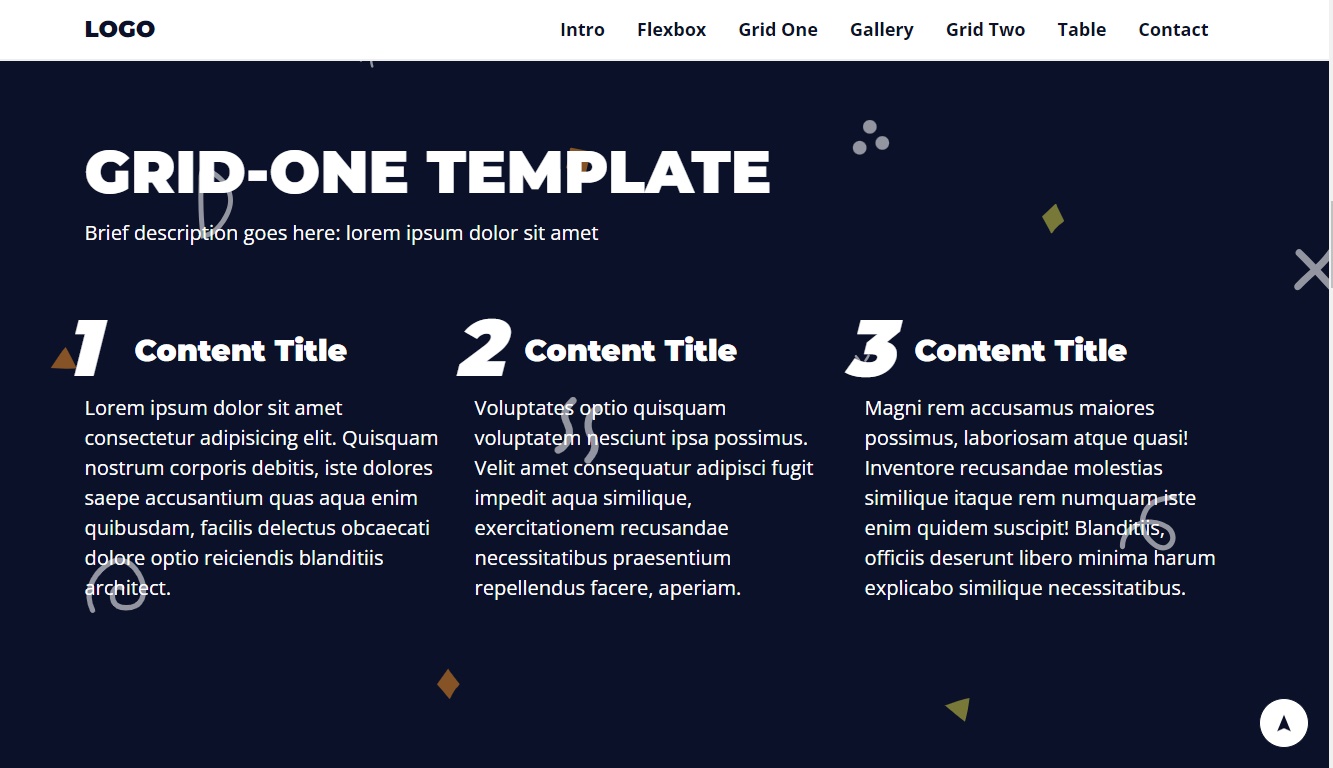 LOGO
Intro Flexbox Grid One Gallery Grid Two Table Contact
GRID-ONE TEMPLATE
Brief description goes here: lorem ipsum dolor sit amet
1 Content Title
Lorem ipsum dolor sit amet
consectetur adipisicing elit. Quisquam
nostrum corporis debitis, iste dolores
saepe accusantium quas aqua enim
quibusdam, facilis delectus obcaecati
dolore optio reiciendis blanditiis
architect.
2 Content Title
Voluptates optio quisquam
voluptatem nesciunt ipsa possimus.
Velit amet consequatur adipisci fugit
impedit aqua similique,
exercitationem recusandae
necessitatibus praesentium
repellendus facere, aperiam.
3 Content Title
Magni rem accusamus maiores
possimus, laboriosam atque quasi!
Inventore recusandae molestias
similique itaque rem numquam iste
enim quidem suscipit! Blanditiis,
officiis deserunt libero minima harum
explicabo similique necessitatibus.